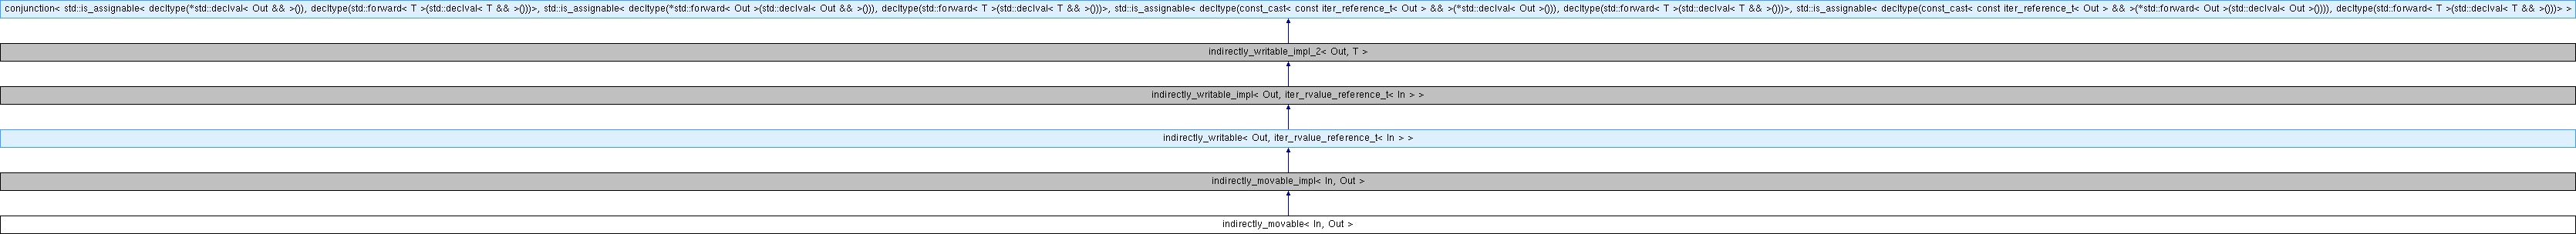 conjunction< std::is_assignable< decltype(*std::declval< Out && >()), decltype(std::forward< T >(std::declval< T && >()))>, std::is_assignable< decltype(*std::forward< Out >(std::declval< Out && >())), decltype(std::forward< T >(std::declval< T && >()))>, std::is_assignable< decltype(const_cast< const iter_reference_t< Out > && >(*std::declval< Out >())), decltype(std::forward< T >(std::declval< T && >()))>, std::is_assignable< decltype(const_cast< const iter_reference_t< Out > && >(*std::forward< Out >(std::declval< Out >()))), decltype(std::forward< T >(std::declval< T && >()))> >
indirectly_writable_impl_2< Out, T >
indirectly_writable_impl< Out, iter_rvalue_reference_t< In > >
indirectly_writable< Out, iter_rvalue_reference_t< In > >
indirectly_movable_impl< In, Out >
indirectly_movable< In, Out >